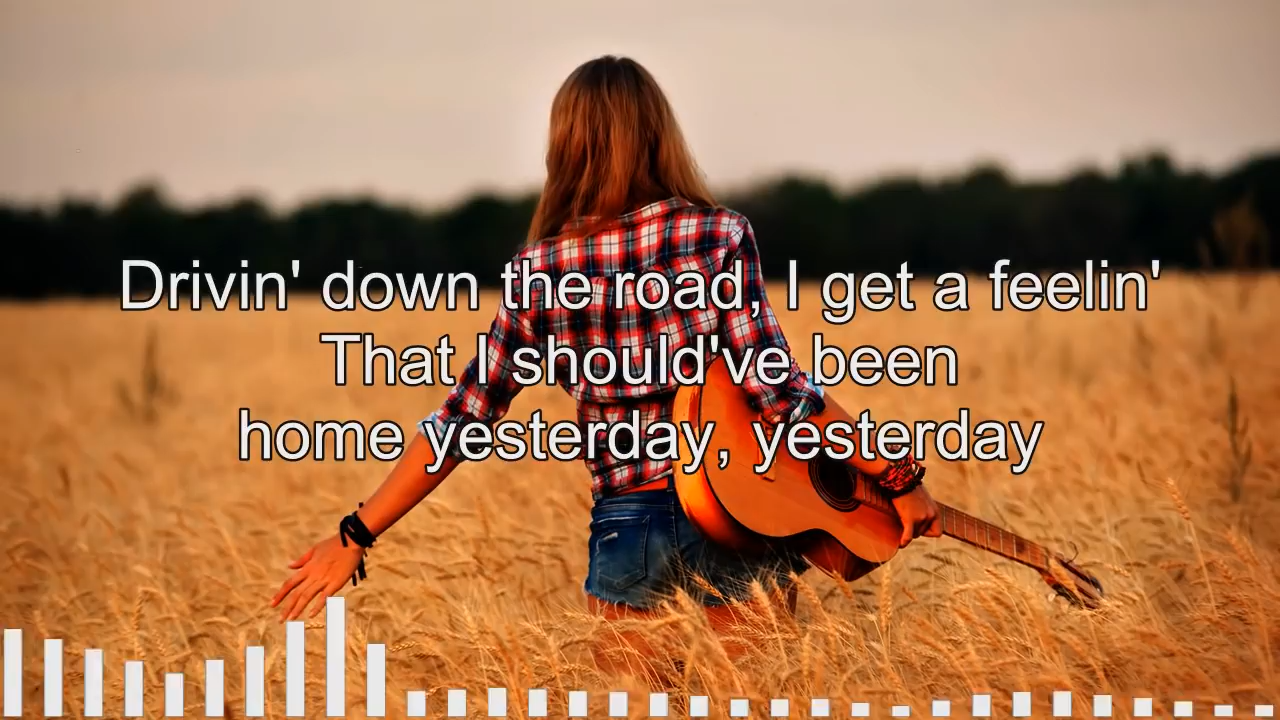 Drivin' down the road, I get a feelin'
That I should've been
home yesterday, yesterday